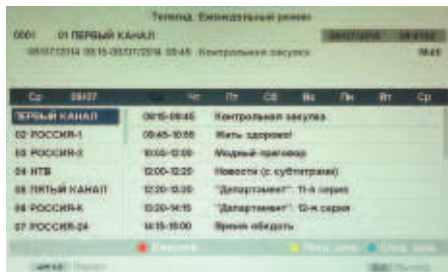 Телегид. Еженедельный режим
0001 01 ПЕРВЫЙ КАНАЛ
09/07/2014 09:15-09/07/2014 09:45 Контрольная закупка
Ср 09/07 Чт Пт Сб Вс Пн Вт Ср
ПЕРВЫЙ КАНАЛ 09:15-09:45 Контрольная закупка
02 РОССИЯ-1 09:45-10:55 Жить здорово!
03 РОССИЯ-2 10:55-12:00 Модный приговор
04 НТВ 12:00-12:20 Новости (с субтитрами)
05 ПЯТЫЙ КАНАЛ 12:20-13:20 "Департамент". 11-я серия
06 РОССИЯ-К 13:20-14:15 "Департамент". 12-я серия
07 РОССИЯ-24 14:15-15:00 Время обедать